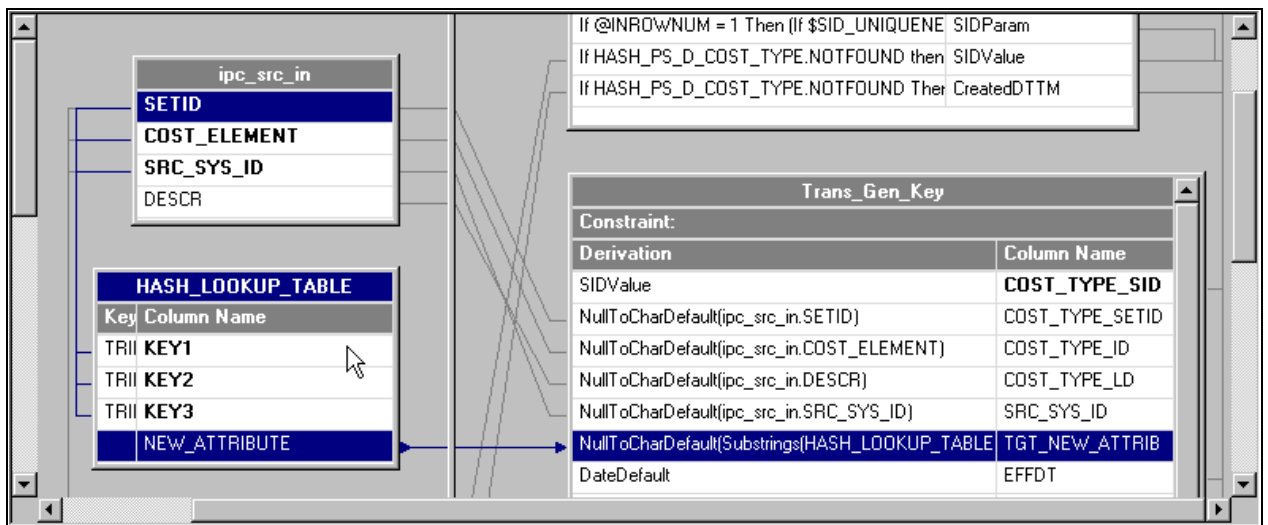 If @INROWNUM = 1 Then (If $SID_UNIQUENE SIDParam
If HASH_PS_D_COST_TYPE.NOTFOUND then SIDValue
If HASH_PS_D_COST_TYPE.NOTFOUND Ther CreatedDTTM
ipc_src_in
SETID
COST_ELEMENT
SRC_SYS_ID
DESCR
HASH_LOOKUP_TABLE
Key Column Name
TRI KEY1
TRI KEY2
TRI KEY3
NEW_ATTRIBUTE
Trans_Gen_Key
Constraint:
Derivation Column Name
SIDValue COST_TYPE_SID
NullToCharDefault(ipc_src_in.SETID) COST_TYPE_SETID
NullToCharDefault(ipc_src_in.COST_ELEMENT) COST_TYPE_ID
NullToCharDefault(ipc_src_in.DESCR) COST_TYPE_LD
NullToCharDefault(ipc_src_in.SRC_SYS_ID) SRC_SYS_ID
NullToCharDefault(Substrings(HASH_LOOKUP_TABLE TGT_NEW_ATTRIB
DateDefault EFFDT